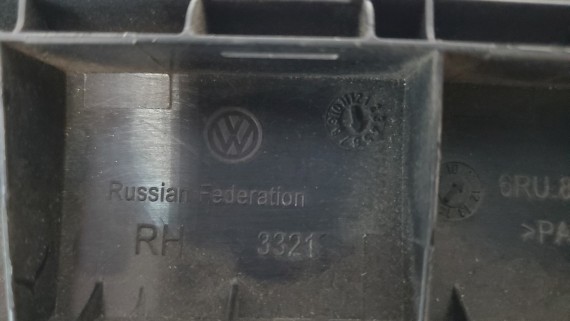 Russian Federation
RH 3321
6RU.8
>PA